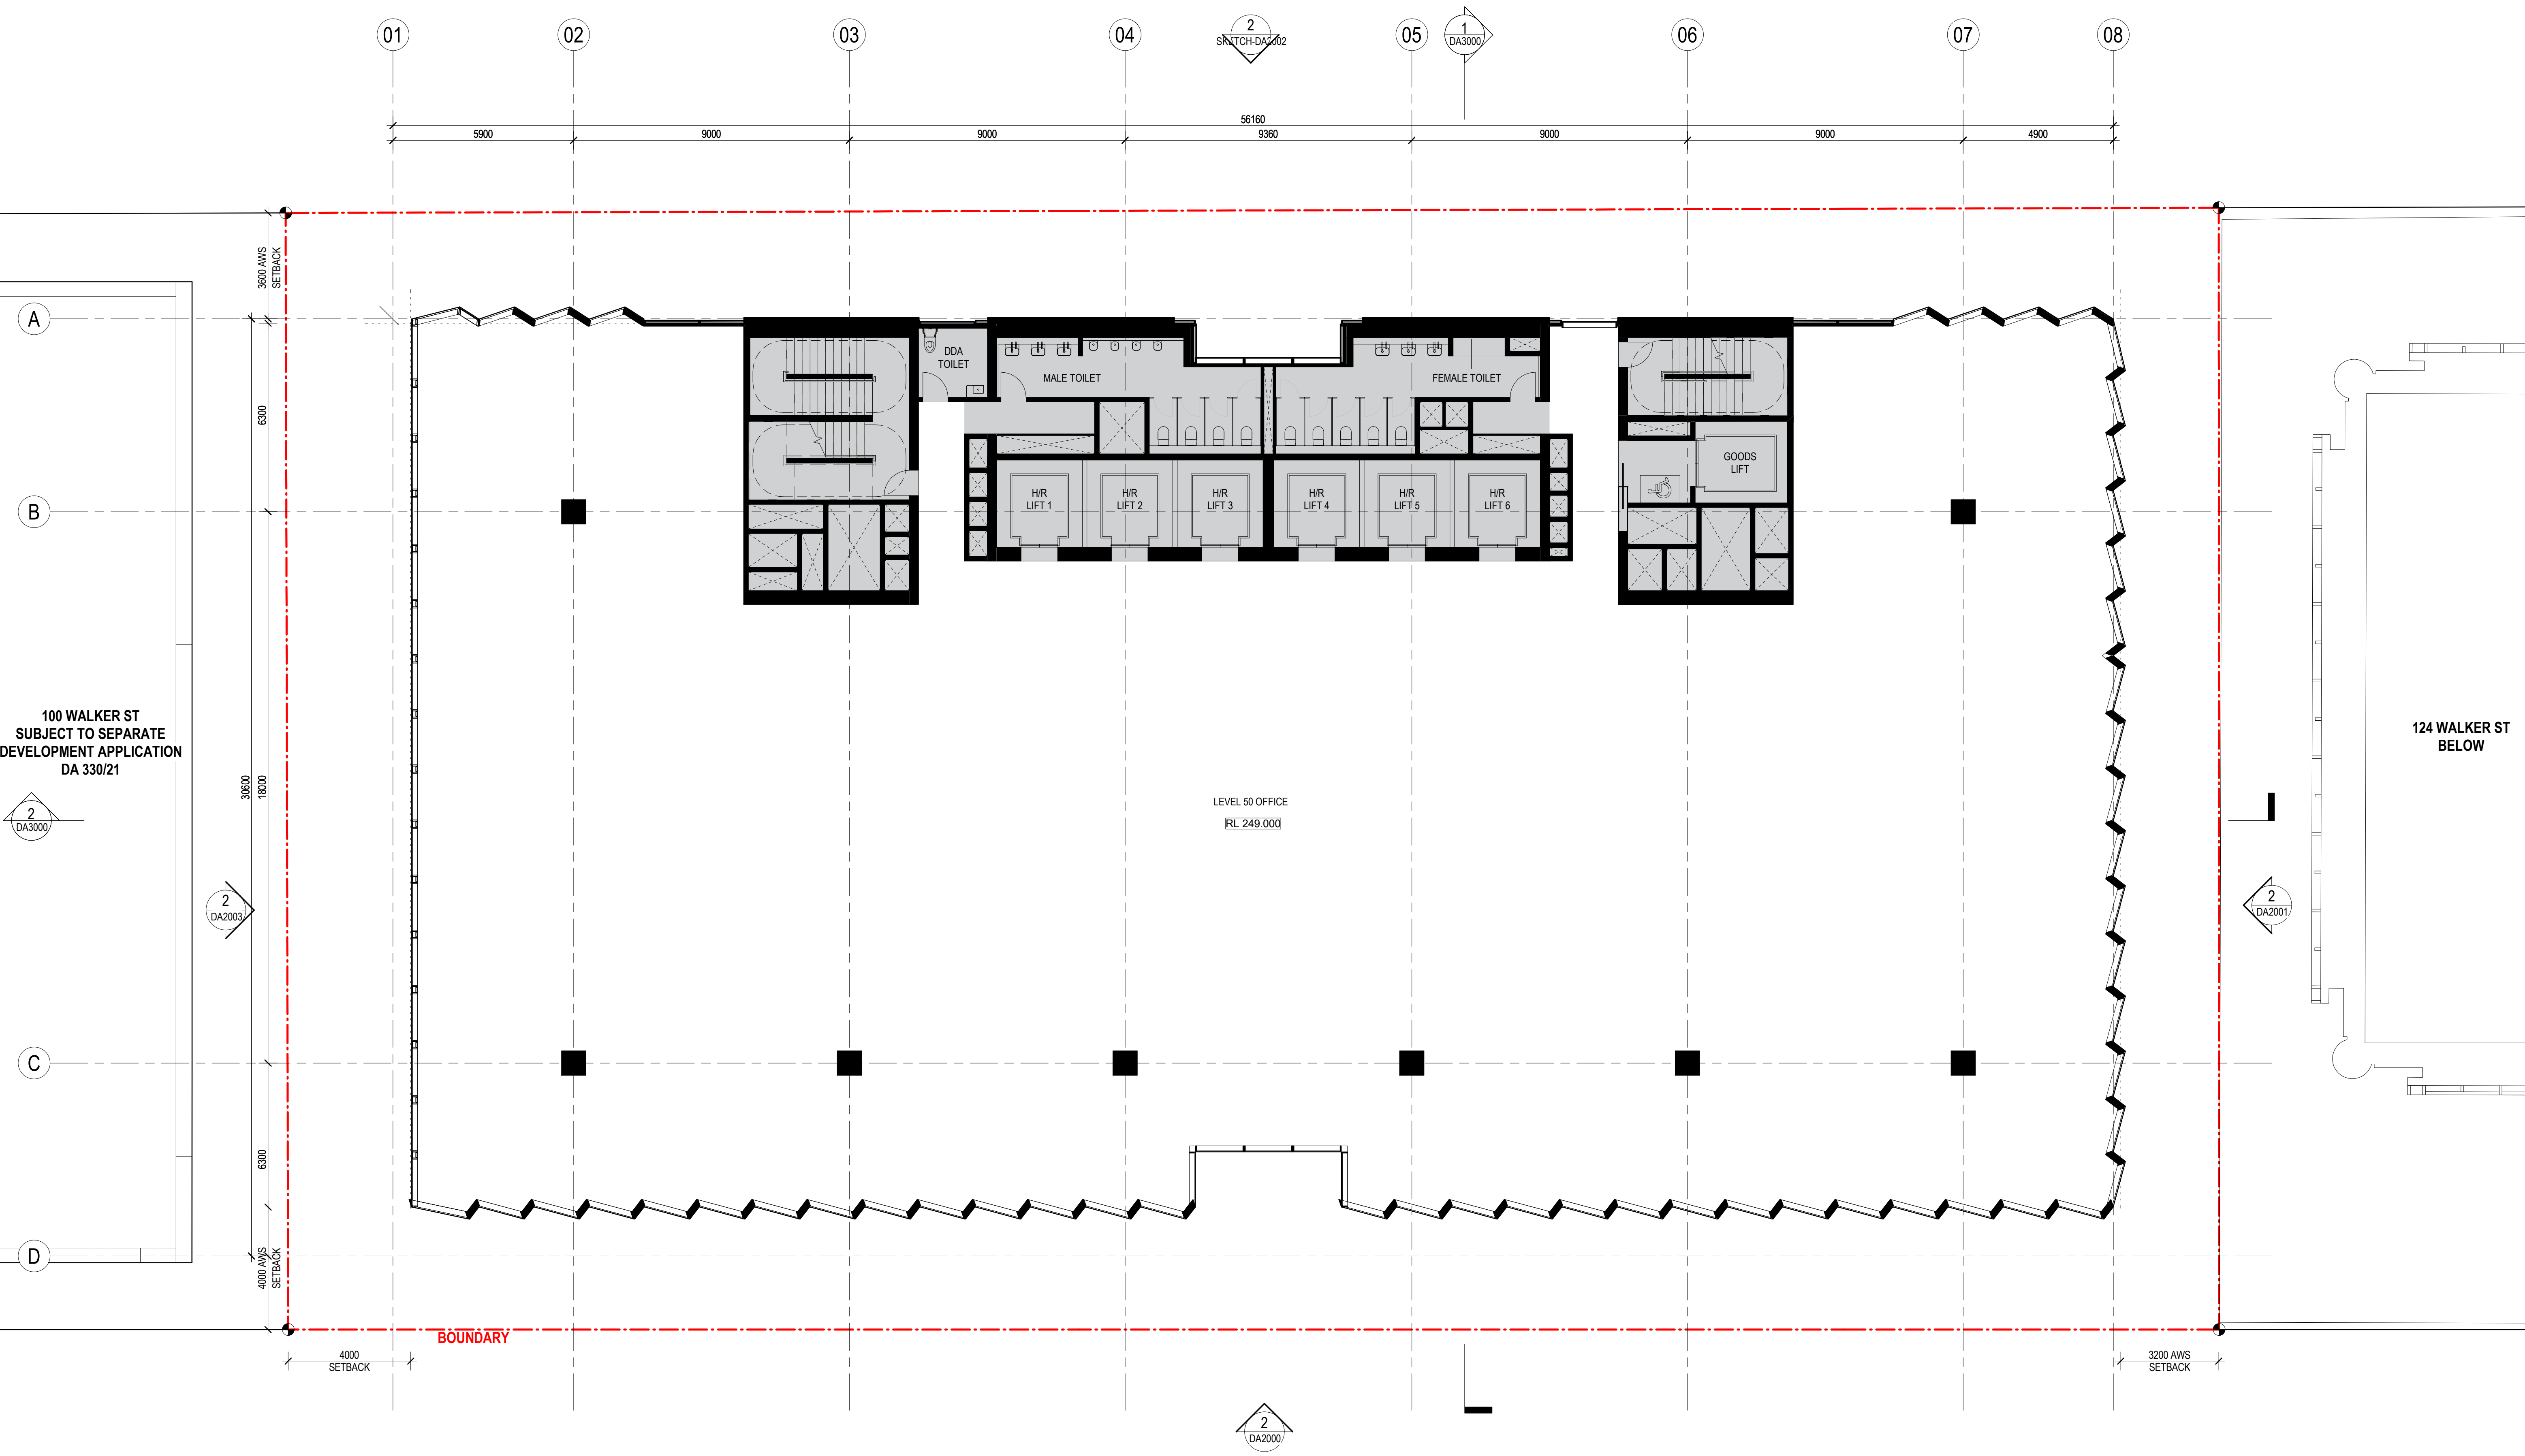 01
02
03
04
2
SKETCH-DA2002
05
1
DA3000
06
07
08
56160
5900
9000
9000
9360
9000
9000
4900
3600 AWS
SETBACK
A
DDA
TOILET
MALE TOILET
FEMALE TOILET
6300
GOODS
LIFT
B
H/R
LIFT 1
H/R
LIFT 2
H/R
LIFT 3
H/R
LIFT 4
H/R
LIFT 5
H/R
LIFT 6
100 WALKER ST
SUBJECT TO SEPARATE
DEVELOPMENT APPLICATION
DA 330/21
124 WALKER ST
BELOW
30600
18000
LEVEL 50 OFFICE
RL 249.000
2
DA3000
2
DA2003
2
DA2001
C
6300
D
4000 AWS
SETBACK
BOUNDARY
4000
SETBACK
3200 AWS
SETBACK
2
DA2000